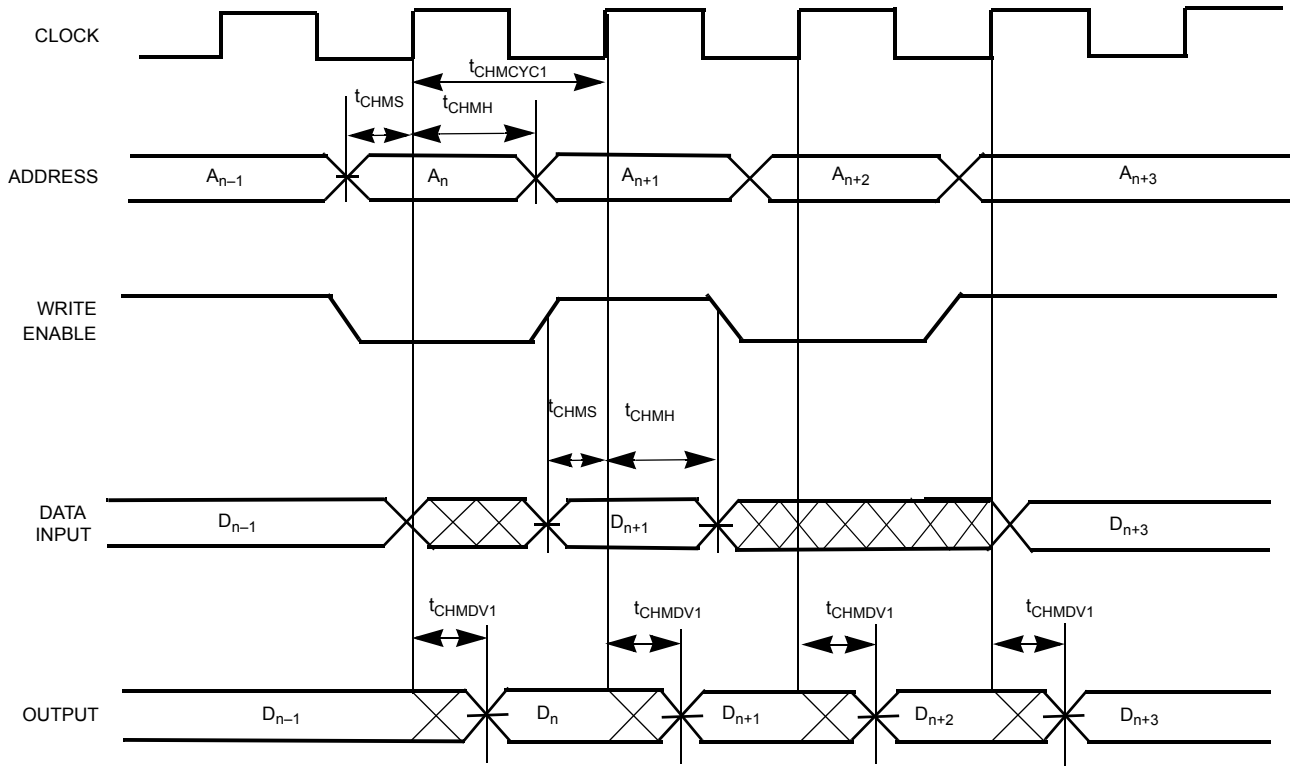 CLOCK
tCHMCYC1
tCHMS
tCHMH
ADDRESS
An–1
An
An+1
An+2
An+3
WRITE
ENABLE
tCHMS
tCHMH
DATA
INPUT
Dn–1
Dn+1
Dn+3
tCHMDV1
tCHMDV1
tCHMDV1
tCHMDV1
OUTPUT
Dn–1
Dn
Dn+1
Dn+2
Dn+3